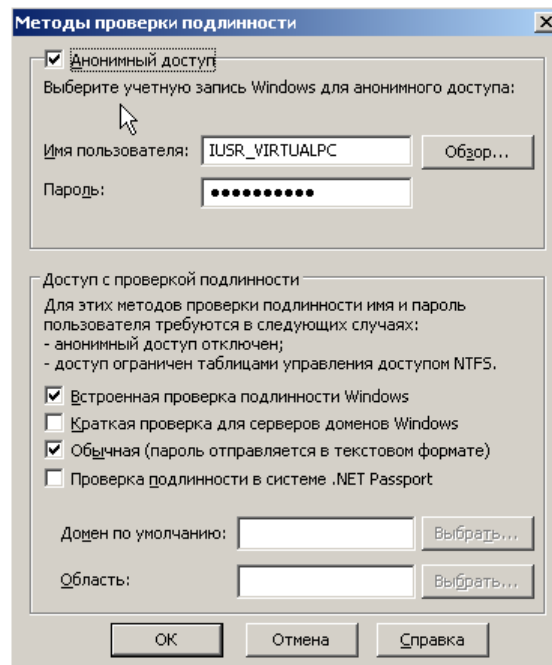 Методы проверки подлинности
Анонимный доступ
Выберите учетную запись Windows для анонимного доступа:
Имя пользователя: IUSR_VIRTUALPC Обзор...
Пароль: ●●●●●●●●●●
Доступ с проверкой подлинности
Для этих методов проверки подлинности имя и пароль
пользователя требуются в следующих случаях:
- анонимный доступ отключен;
- доступ ограничен таблицами управления доступом NTFS.
Встроенная проверка подлинности Windows
Краткая проверка для серверов доменов Windows
Обычная (пароль отправляется в текстовом формате)
Проверка подлинности в системе .NET Passport
Домен по умолчанию: Выбрать...
Область: Выбрать...
ОК Отмена Справка